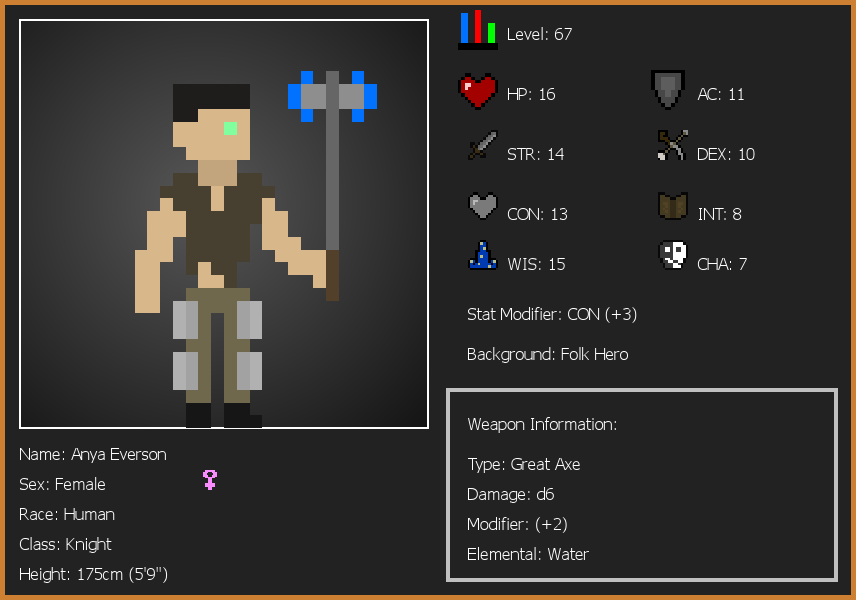 Level: 67
HP: 16
AC: 11
STR: 14
DEX: 10
CON: 13
INT: 8
WIS: 15
CHA: 7
Stat Modifier: CON (+3)
Background: Folk Hero
Weapon Information:
Type: Great Axe
Damage: d6
Modifier: (+2)
Elemental: Water
Name: Anya Everson
Sex: Female
Race: Human
Class: Knight
Height: 175cm (5'9")